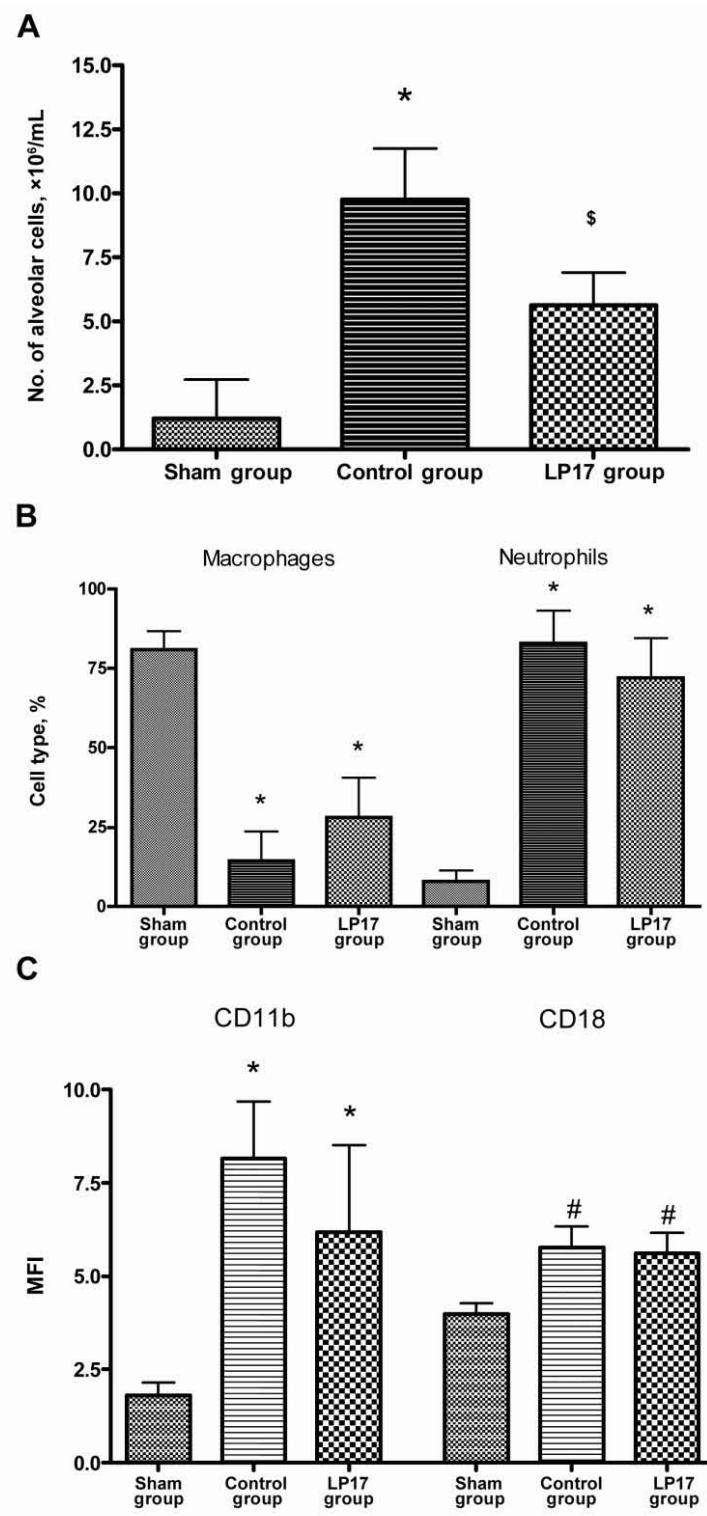 A
No. of alveolar cells, ×10⁶/mL
15.0
12.5
10.0
7.5
5.0
2.5
0.0
*
$
Sham group Control group LP17 group
B
Macrophages Neutrophils
Cell type, %
100
75
50
25
0
* * * *
Sham group Control group LP17 group Sham group Control group LP17 group
C
CD11b CD18
MFI
10.0
7.5
5.0
2.5
0.0
* * # #
Sham group Control group LP17 group Sham group Control group LP17 group